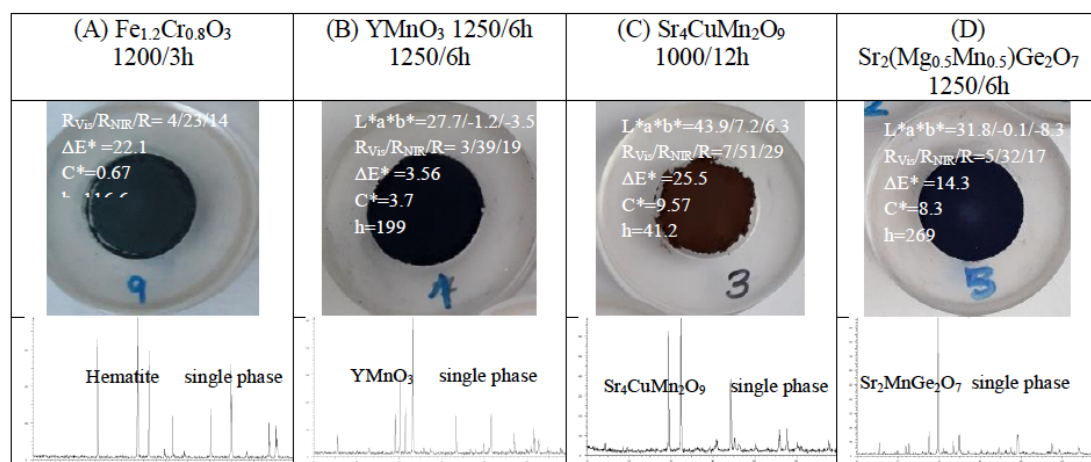 (A) Fe1.2Cr0.8O3
1200/3h
(B) YMnO3 1250/6h
1250/6h
(C) Sr4CuMn2O9
1000/12h
(D)
Sr2(Mg0.5Mn0.5)Ge2O7
1250/6h
RVis/RNIR/R= 4/23/14
ΔE* =22.1
C*=0.67
9
L*a*b*=27.7/-1.2/-3.5
RVis/RNIR/R= 3/39/19
ΔE* =3.56
C*=3.7
h=199
L*a*b*=43.9/7.2/6.3
RVis/RNIR/R=7/51/29
ΔE* =25.5
C*=9.57
h=41.2
3
L*a*b*=31.8/-0.1/-8.3
RVis/RNIR/R=5/32/17
ΔE* =14.3
C*=8.3
h=269
5
Hematite single phase
YMnO3 single phase
Sr4CuMn2O9 single phase
Sr2MnGe2O7 single phase